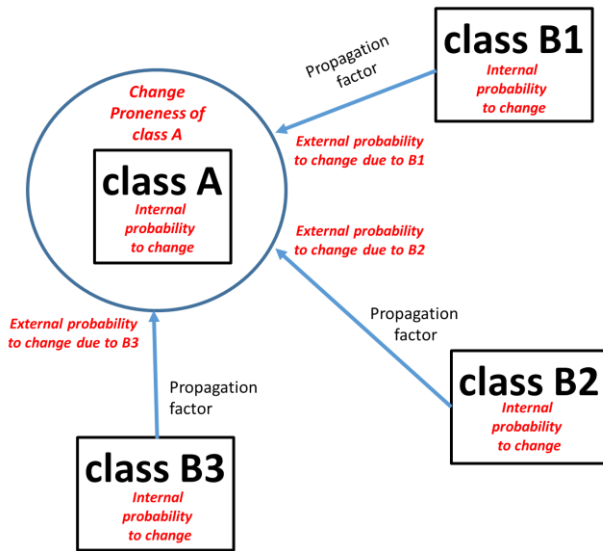 class B1
Internal
probability
to change
Propagation
factor
Change
Proneness of
class A
External probability
to change due to B1
class A
Internal
probability
to change
External probability
to change due to B2
External probability
to change due to B3
Propagation
factor
class B2
Internal
probability
to change
Propagation
factor
class B3
Internal
probability
to change